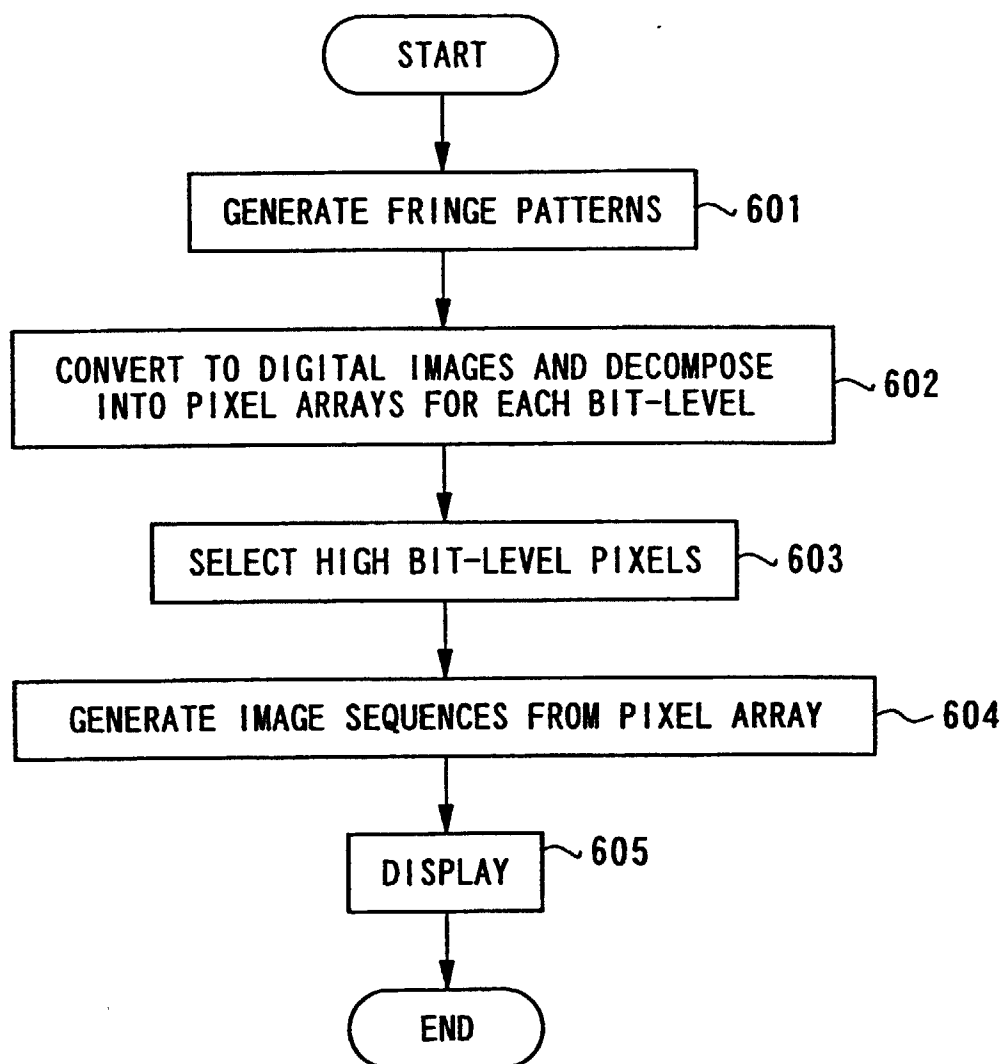 START
GENERATE FRINGE PATTERNS 601
CONVERT TO DIGITAL IMAGES AND DECOMPOSE
INTO PIXEL ARRAYS FOR EACH BIT-LEVEL
602
SELECT HIGH BIT-LEVEL PIXELS 603
GENERATE IMAGE SEQUENCES FROM PIXEL ARRAY 604
DISPLAY 605
END